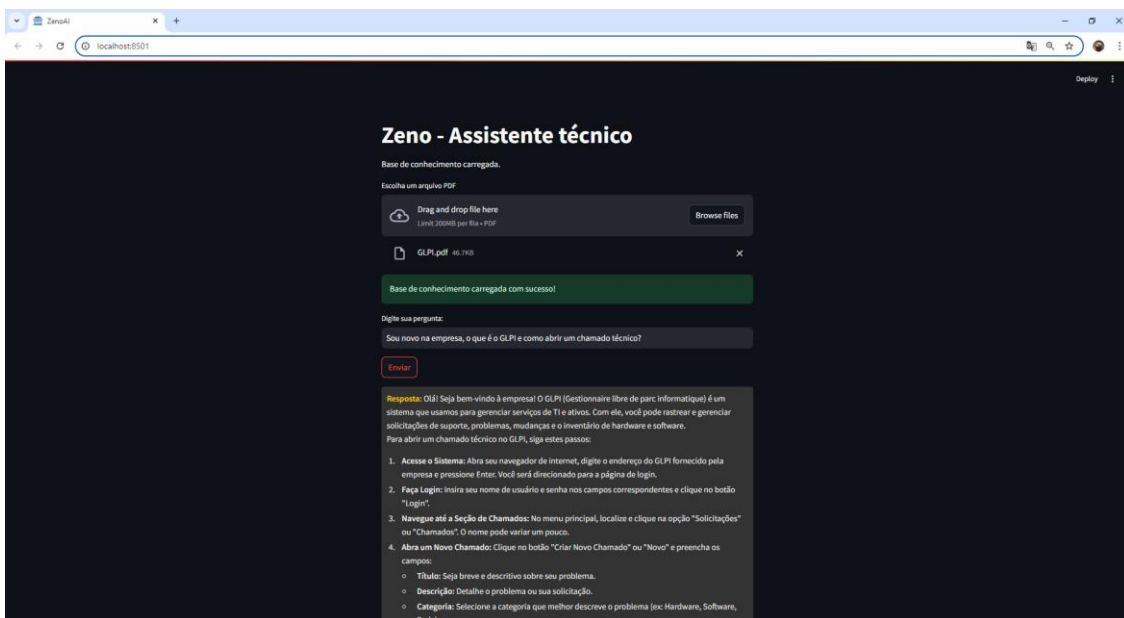 ZenoAI
localhost:8501
Deploy
Zeno - Assistente técnico
Base de conhecimento carregada.
Escolha um arquivo PDF
Drag and drop file here
Limit 200MB per file • PDF
Browse files
GLPI.pdf 46.7KB
Base de conhecimento carregada com sucesso!
Digite sua pergunta:
Sou novo na empresa, o que é o GLPI e como abrir um chamado técnico?
Enviar
Resposta: Olá! Seja bem-vindo à empresa! O GLPI (Gestionnaire libre de parc informatique) é um
sistema que usamos para gerenciar serviços de TI e ativos. Com ele, você pode rastrear e gerenciar
solicitações de suporte, problemas, mudanças e o inventário de hardware e software.
Para abrir um chamado técnico no GLPI, siga estes passos:
1. Acesse o Sistema: Abra seu navegador de internet, digite o endereço do GLPI fornecido pela
empresa e pressione Enter. Você será direcionado para a página de login.
2. Faça Login: Insira seu nome de usuário e senha nos campos correspondentes e clique no botão
"Login".
3. Navegue até a Seção de Chamados: No menu principal, localize e clique na opção "Solicitações"
ou "Chamados". O nome pode variar um pouco.
4. Abra um Novo Chamado: Clique no botão "Criar Novo Chamado" ou "Novo" e preencha os
campos:
Título: Seja breve e descritivo sobre seu problema.
Descrição: Detalhe o problema ou sua solicitação.
Categoria: Selecione a categoria que melhor descreve o problema (ex: Hardware, Software,